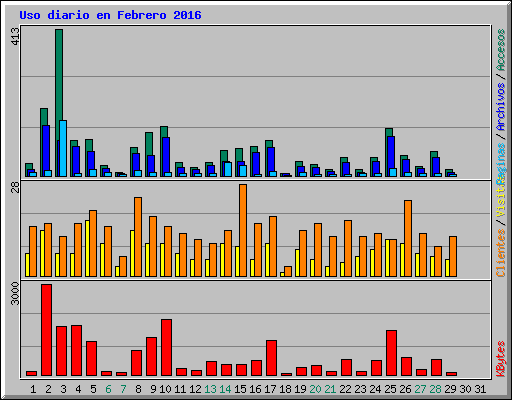 Uso diario en Febrero 2016
413
28
3000
Accesos / Archivos / Páginas
Visitas / Clientes
KBytes
1 2 3 4 5 6 7 8 9 10 11 12 13 14 15 16 17 18 19 20 21 22 23 24 25 26 27 28 29 30 31